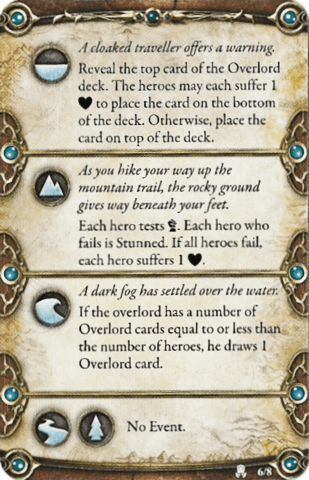 A cloaked traveller offers a warning.
Reveal the top card of the Overlord
deck. The heroes may each suffer 1
♥ to place the card on the bottom
of the deck. Otherwise, place the
card on top of the deck.
As you hike your way up the
mountain trail, the rocky ground
gives way beneath your feet.
Each hero tests . Each hero who
fails is Stunned. If all heroes fail,
each hero suffers 1 ♥.
A dark fog has settled over the water.
If the overlord has a number of
Overlord cards equal to or less than
the number of heroes, he draws 1
Overlord card.
No Event.
6/8